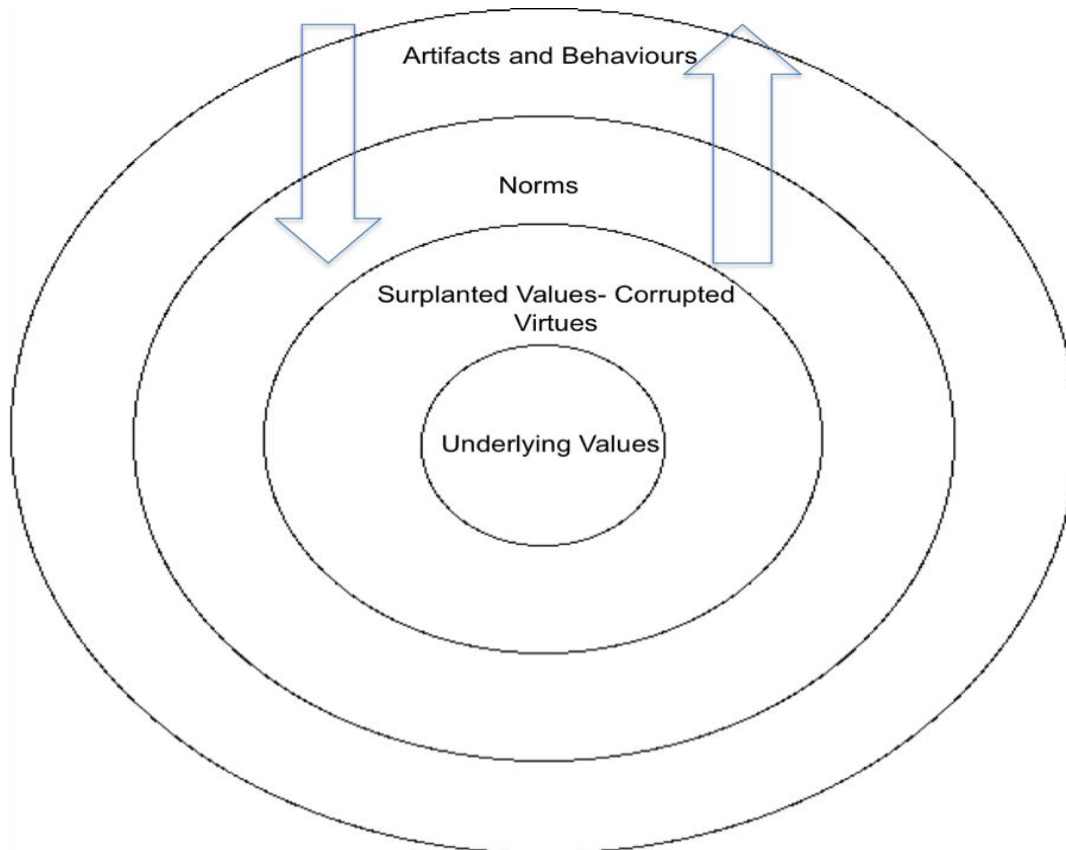 Artifacts and Behaviours
Norms
Surplanted Values- Corrupted
Virtues
Underlying Values